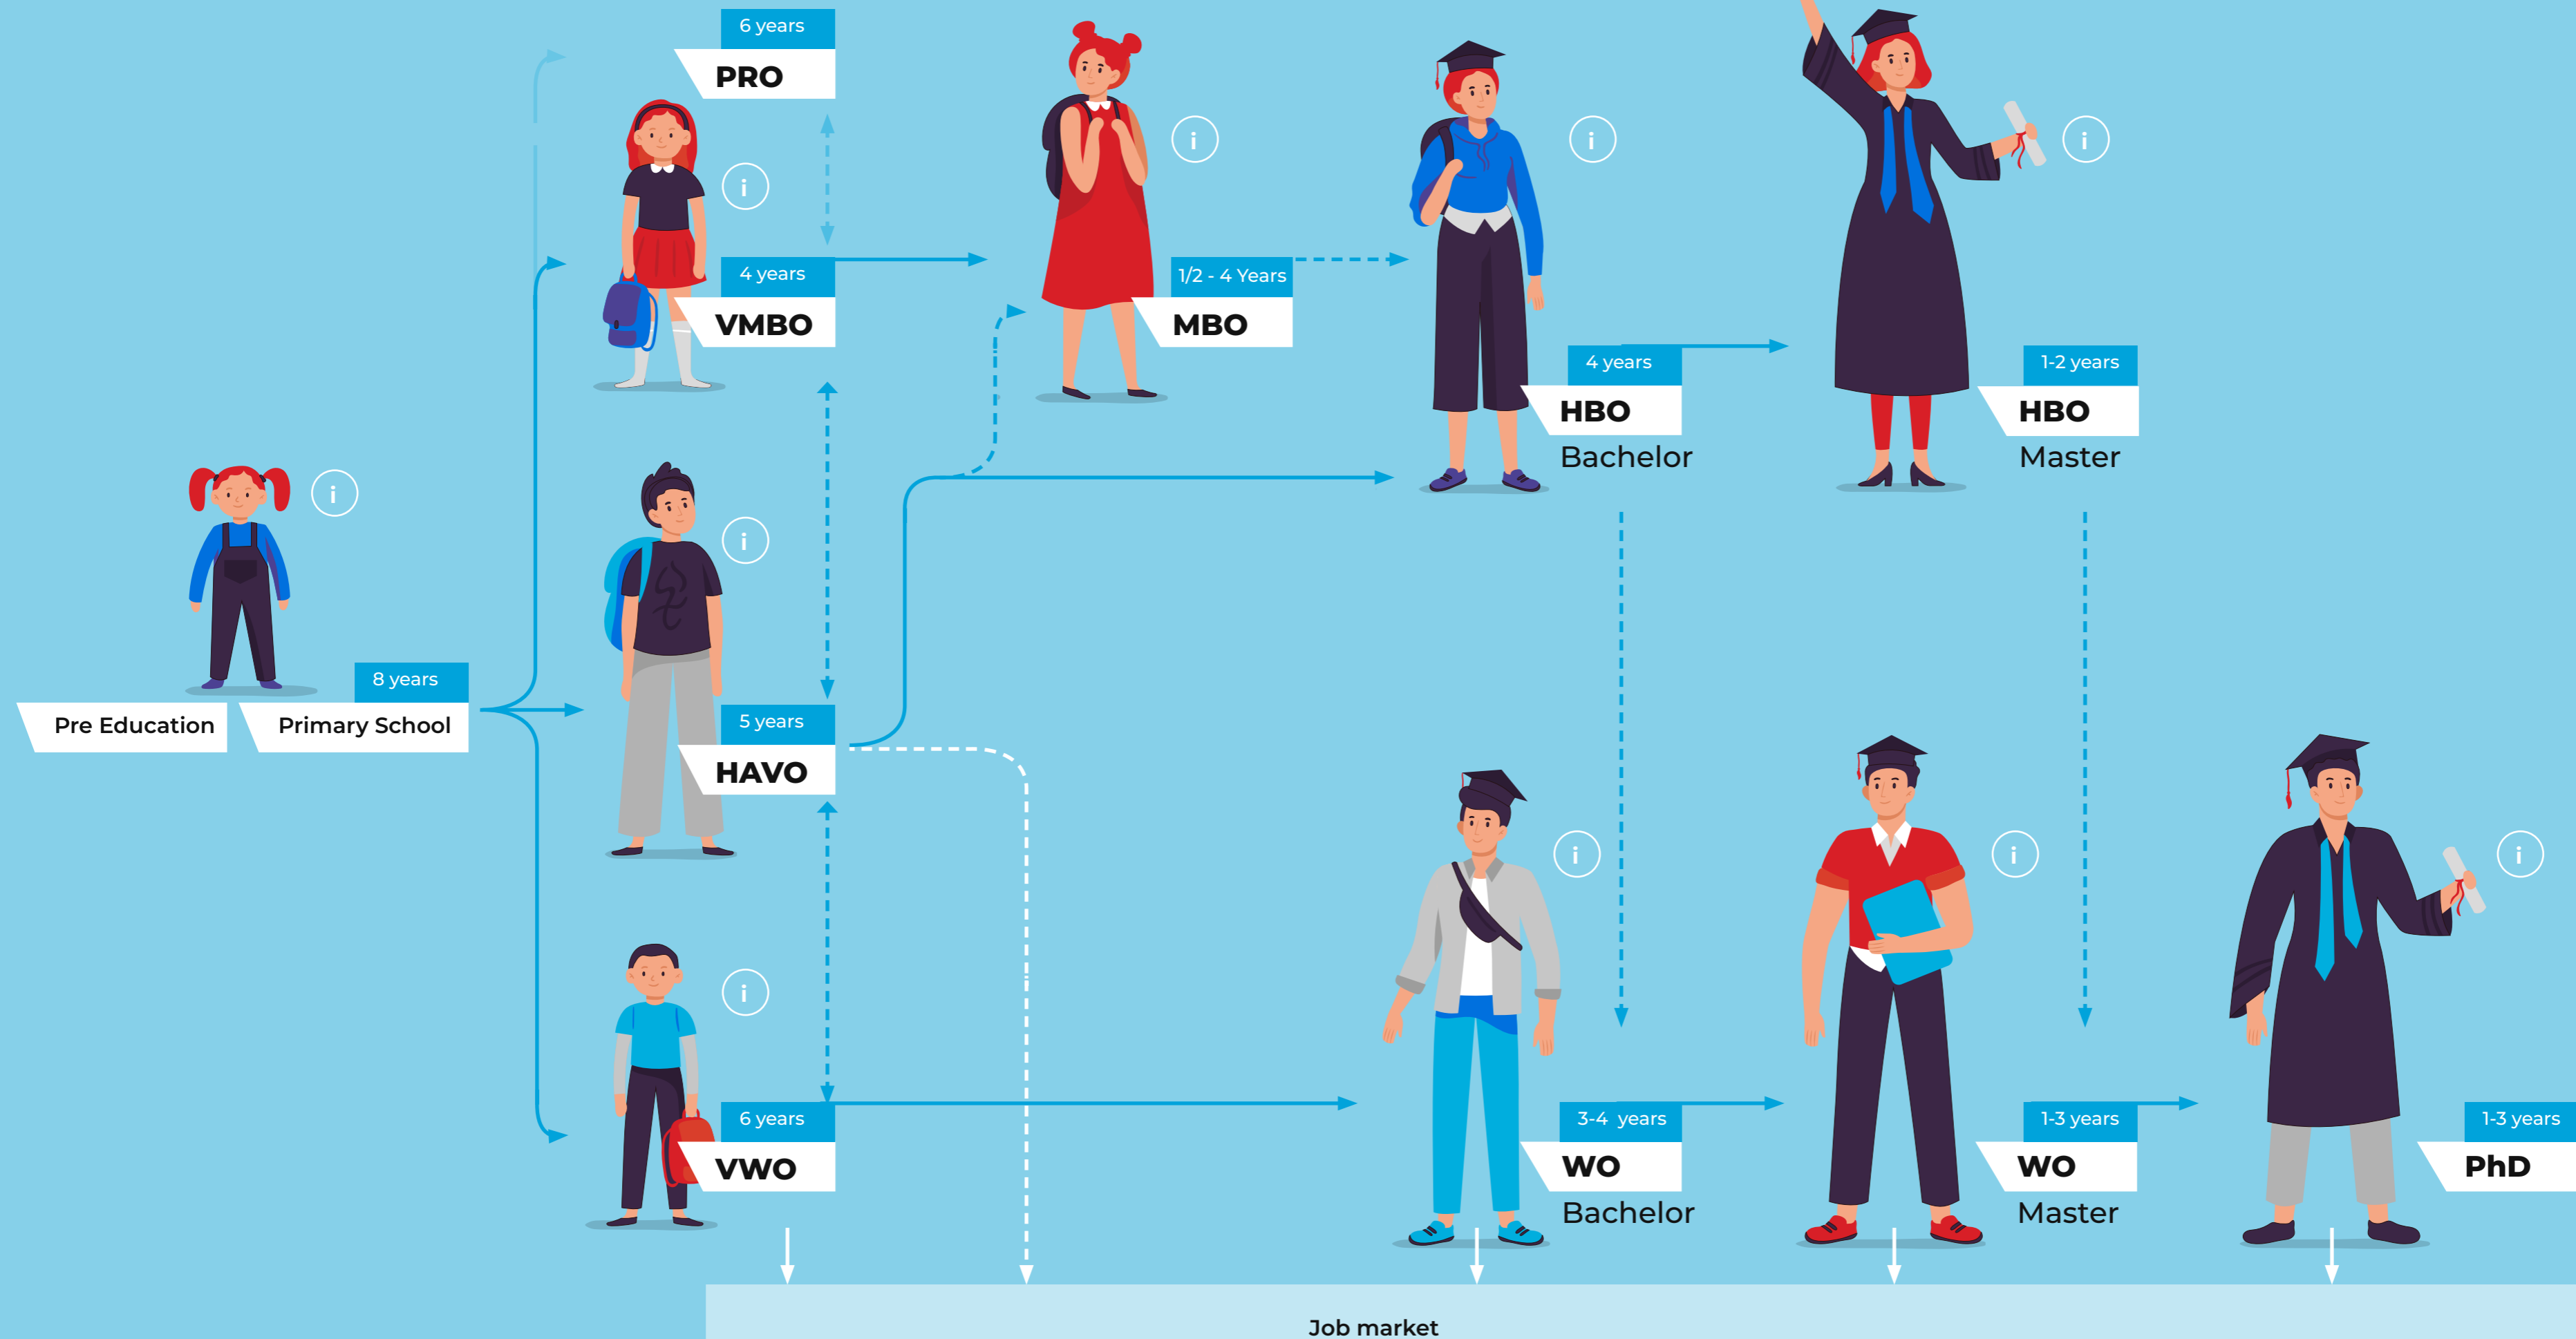 6 years
PRO
i
4 years
VMBO
i
1/2 - 4 Years
MBO
i
4 years
HBO
Bachelor
i
1-2 years
HBO
Master
i
8 years
Pre Education
Primary School
i
5 years
HAVO
i
6 years
VWO
i
3-4 years
WO
Bachelor
i
1-3 years
WO
Master
i
1-3 years
PhD
Job market